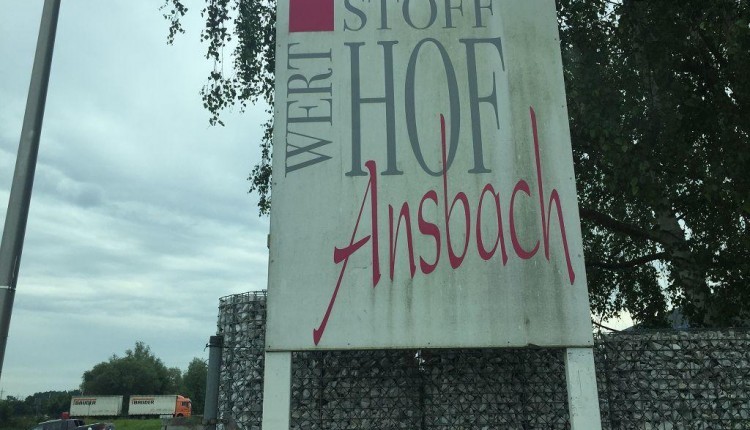 STOFF
WERT
HOF
Ansbach